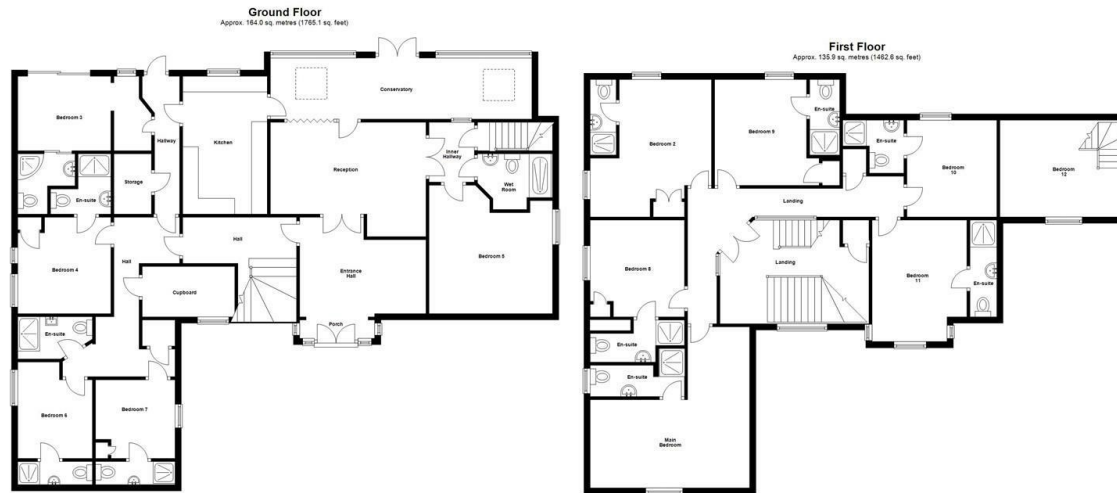 Ground Floor
Approx. 164.0 sq. metres (1765.1 sq. feet)
Conservatory
Bedroom 3
Hallway
Kitchen
Inner
Hallway
Reception
Storage
En-suite
Wet
Room
Hall
Bedroom 4
Hall
Entrance
Hall
Bedroom 5
Cupboard
Porch
En-suite
Bedroom 6
Bedroom 7
First Floor
Approx. 135.9 sq. metres (1462.6 sq. feet)
En-suite
Bedroom 9
Bedroom 2
En-suite
Bedroom
10
Bedroom
12
Landing
Landing
Bedroom 8
Bedroom
11
En-suite
En-suite
En-suite
Main
Bedroom